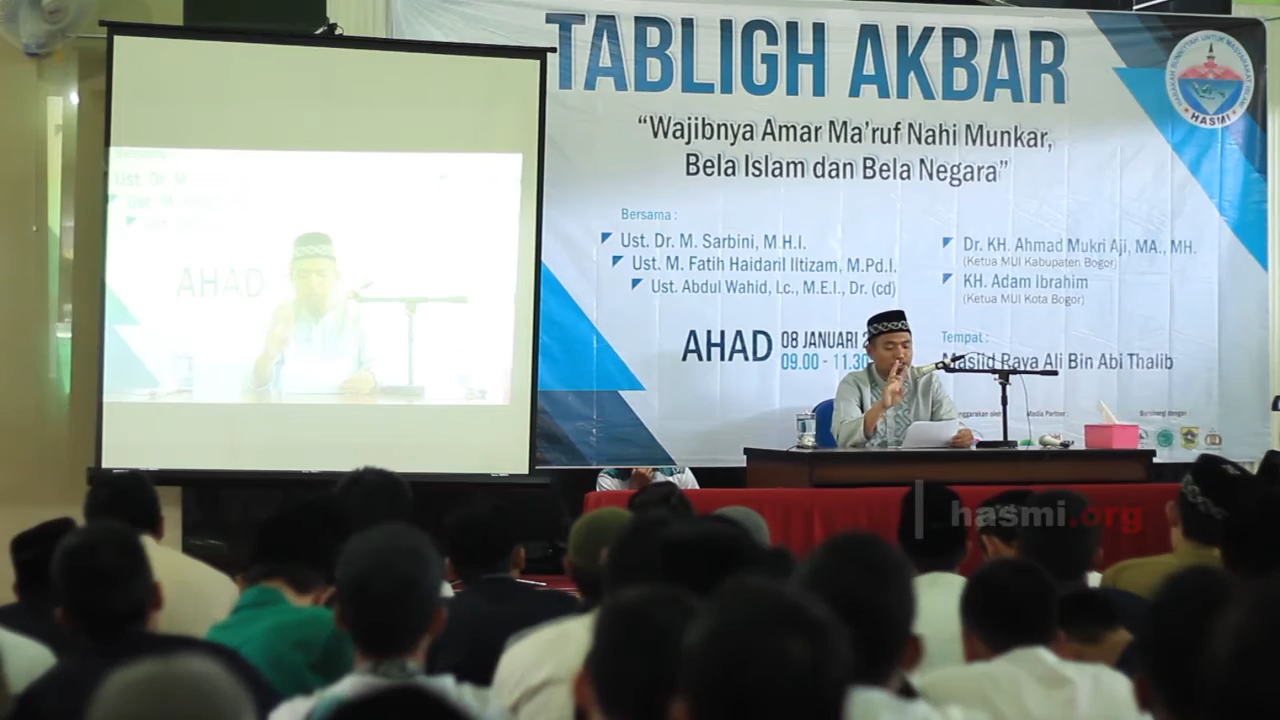 TABLIGH AKBAR
"Wajibnya Amar Ma'ruf Nahi Munkar,
Bela Islam dan Bela Negara"
Bersama :
Ust. Dr. M. Sarbini, M.H.I.
Ust. M. Fatih Haidaril Iltizam, M.Pd.I.
Ust. Abdul Wahid, Lc., M.E.I., Dr. (cd)
Dr. KH. Ahmad Mukri Aji, MA., MH.
(Ketua MUI Kabupaten Bogor)
KH. Adam Ibrahim
(Ketua MUI Kota Bogor)
AHAD
08 JANUARI
09.00 - 11.30
Tempat :
Masjid Raya Ali Bin Abi Thalib
Media Partner :
HASMI
AHAD
hasmi.org